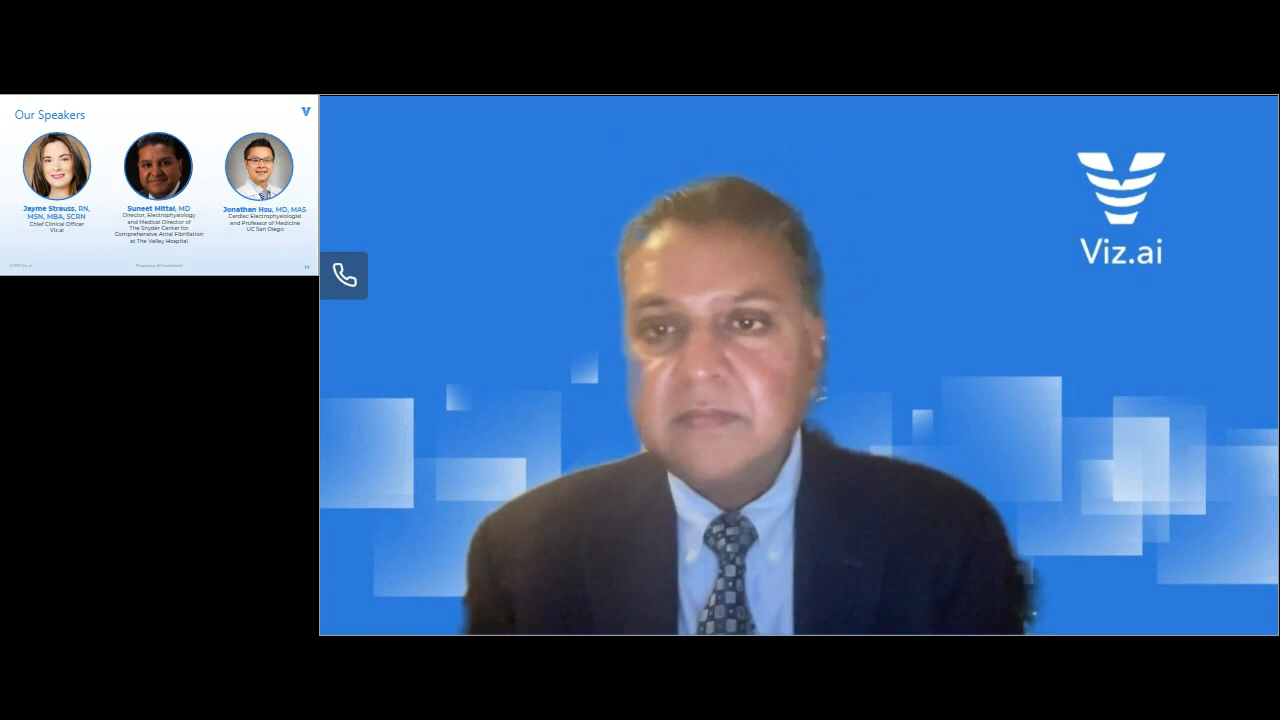 Our Speakers
Jayme Strauss, RN,
MSN, MBA, SCRN
Chief Clinical Officer
Viz.ai
Suneet Mittal, MD
Director, Electrophysiology
and Medical Director of
The Snyder Center for
Comprehensive Atrial Fibrillation
at The Valley Hospital
Jonathan Hsu, MD, MAS
Cardiac Electrophysiologist
and Professor of Medicine
UC San Diego
Viz.ai